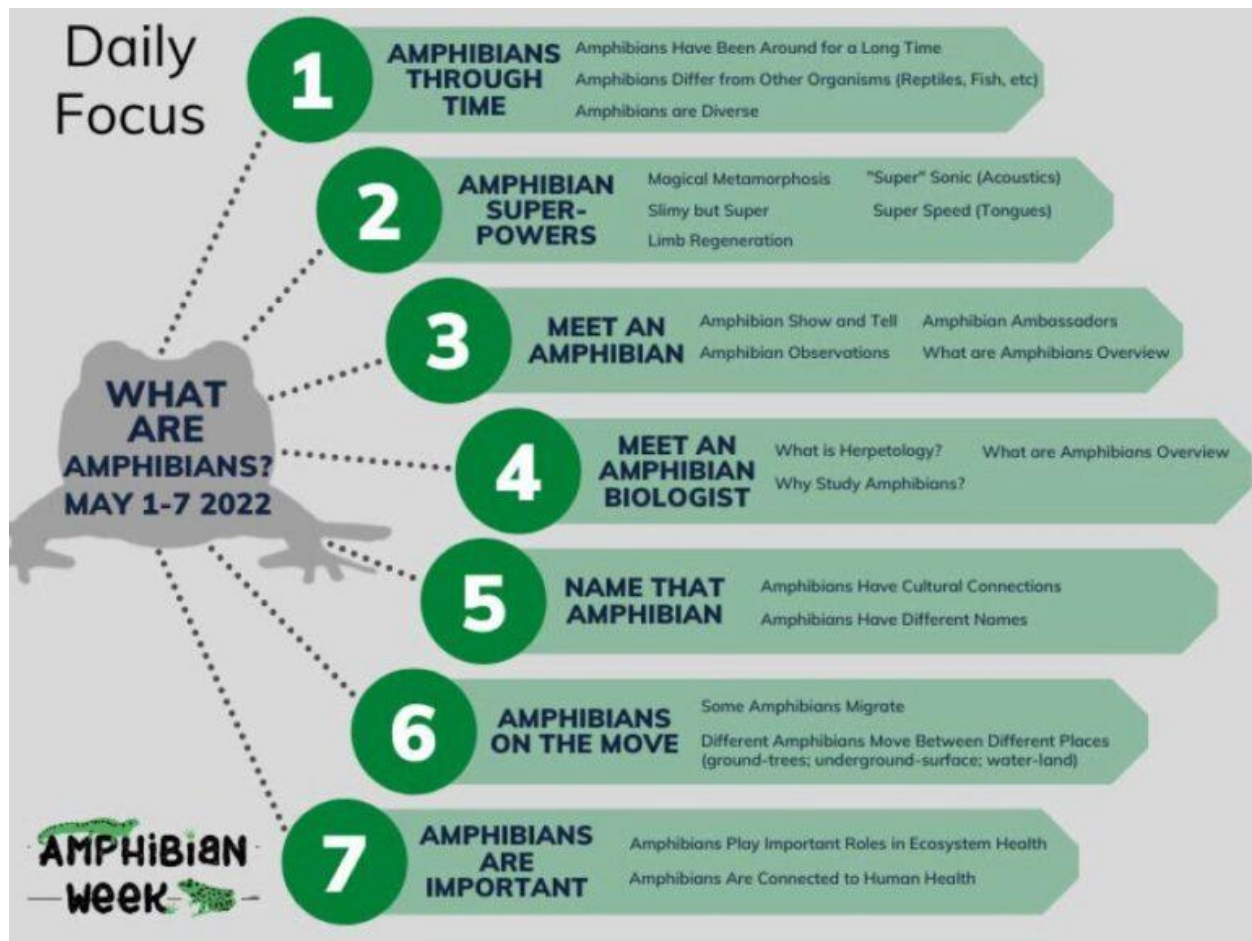 Daily
Focus
1
AMPHIBIANS
THROUGH
TIME
Amphibians Have Been Around for a Long Time
Amphibians Differ from Other Organisms (Reptiles, Fish, etc)
Amphibians are Diverse
2
AMPHIBIAN
SUPER-
POWERS
Magical Metamorphosis
Slimy but Super
Limb Regeneration
"Super" Sonic (Acoustics)
Super Speed (Tongues)
3
MEET AN
AMPHIBIAN
Amphibian Show and Tell
Amphibian Observations
Amphibian Ambassadors
What are Amphibians Overview
WHAT
ARE
AMPHIBIANS?
MAY 1-7 2022
4
MEET AN
AMPHIBIAN
BIOLOGIST
What is Herpetology?
Why Study Amphibians?
What are Amphibians Overview
5
NAME THAT
AMPHIBIAN
Amphibians Have Cultural Connections
Amphibians Have Different Names
6
AMPHIBIANS
ON THE MOVE
Some Amphibians Migrate
Different Amphibians Move Between Different Places
(ground-trees; underground-surface; water-land)
7
AMPHIBIANS
ARE
IMPORTANT
Amphibians Play Important Roles in Ecosystem Health
Amphibians Are Connected to Human Health
AMPHiBiaN
WeeK